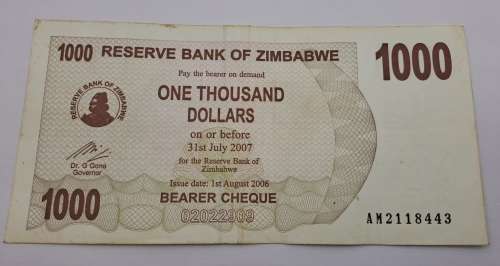 1000 RESERVE BANK OF ZIMBABWE 1000
Pay the bearer on demand
RESERVE BANK OF ZIMBABWE
ONE THOUSAND
DOLLARS
on or before
31st July 2007
for the Reserve Bank of
Zimbabwe
Dr. G Gono
Governor
Issue date: 1st August 2006
1000 BEARER CHEQUE
02022909
AM2118443